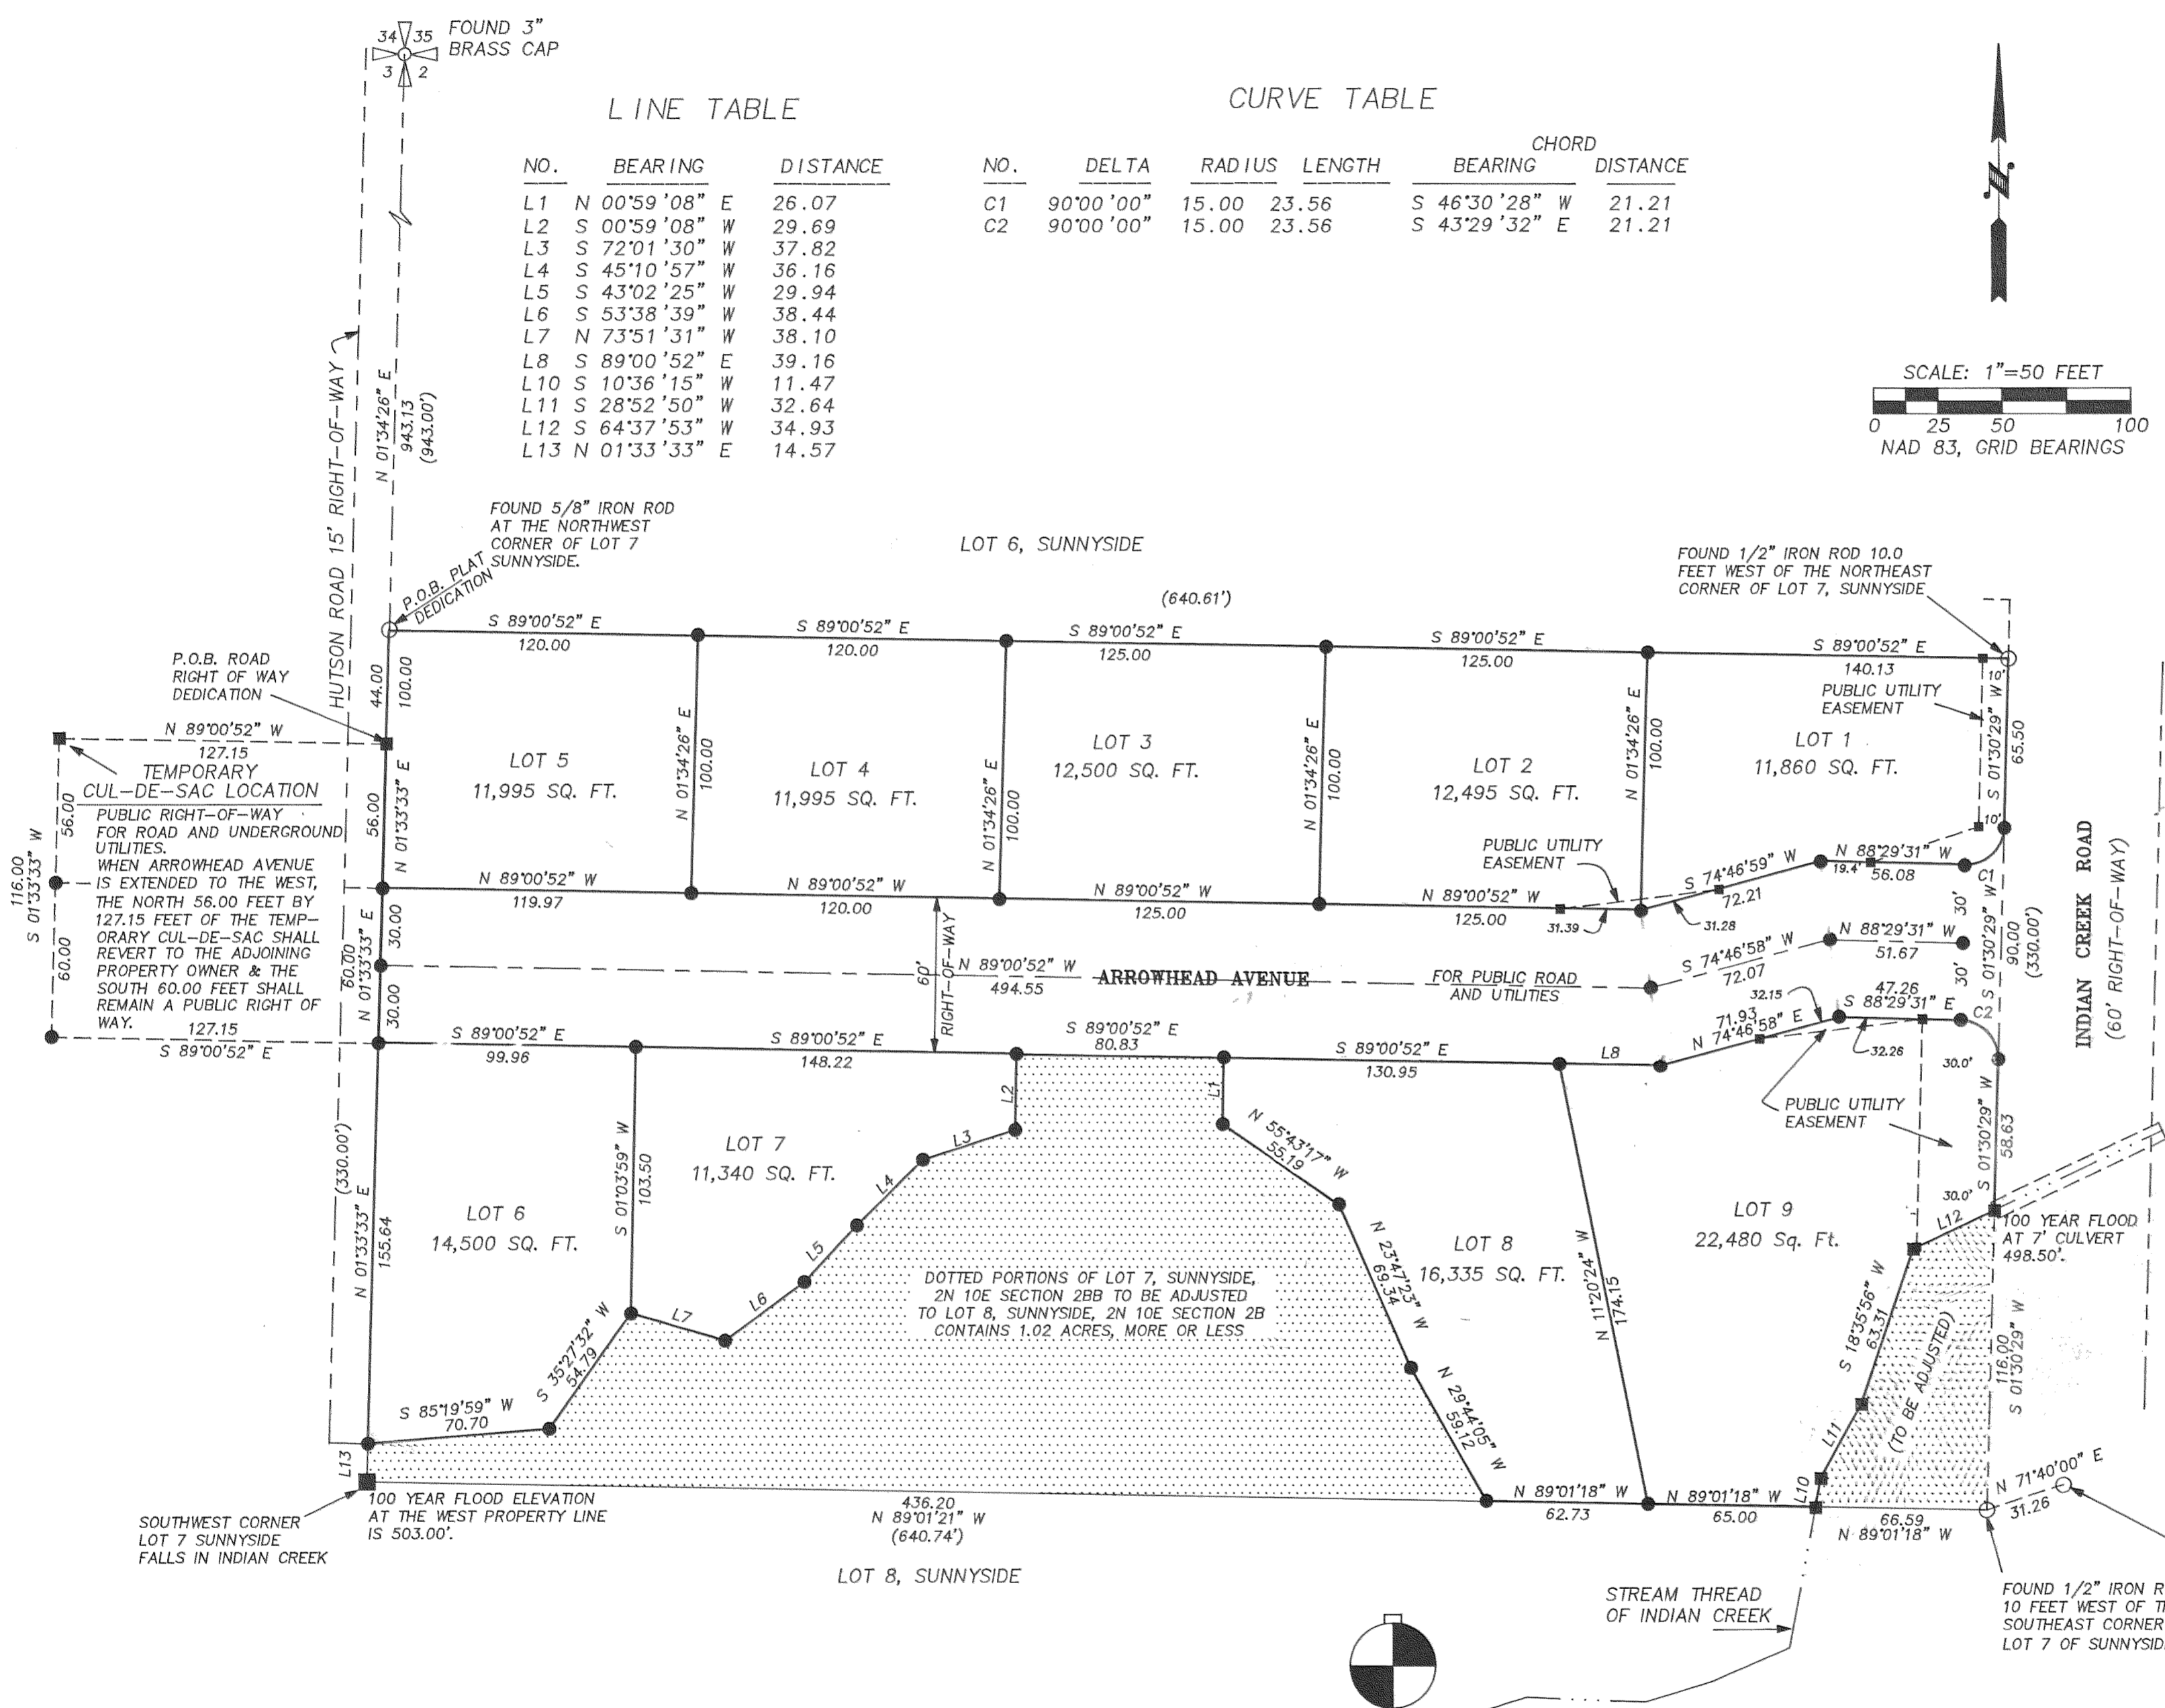 34 35
3 2
FOUND 3"
BRASS CAP
LINE TABLE
NO. BEARING DISTANCE
L1 N 00°59'08" E 26.07
L2 S 00°59'08" W 29.69
L3 S 72°01'30" W 37.82
L4 S 45°10'57" W 36.16
L5 S 43°02'25" W 29.94
L6 S 53°38'39" W 38.44
L7 N 73°51'31" W 38.10
L8 S 89°00'52" E 39.16
L10 S 10°36'15" W 11.47
L11 S 28°52'50" W 32.64
L12 S 64°37'53" W 34.93
L13 N 01°33'33" E 14.57
CURVE TABLE
CHORD
NO. DELTA RADIUS LENGTH BEARING DISTANCE
C1 90°00'00" 15.00 23.56 S 46°30'28" W 21.21
C2 90°00'00" 15.00 23.56 S 43°29'32" E 21.21
N
SCALE: 1"=50 FEET
0 25 50 100
NAD 83, GRID BEARINGS
HUTSON ROAD 15' RIGHT-OF-WAY
N 01°34'26" E
943.13
(943.00')
FOUND 5/8" IRON ROD
AT THE NORTHWEST
CORNER OF LOT 7
SUNNYSIDE.
P.O.B. PLAT
DEDICATION
LOT 6, SUNNYSIDE
(640.61')
FOUND 1/2" IRON ROD 10.0
FEET WEST OF THE NORTHEAST
CORNER OF LOT 7, SUNNYSIDE
S 89°00'52" E
120.00
S 89°00'52" E
120.00
S 89°00'52" E
125.00
S 89°00'52" E
125.00
S 89°00'52" E
140.13
P.O.B. ROAD
RIGHT OF WAY
DEDICATION
44.00
100.00
N 89°00'52" W
127.15
TEMPORARY
CUL-DE-SAC LOCATION
PUBLIC RIGHT-OF-WAY
FOR ROAD AND UNDERGROUND
UTILITIES.
WHEN ARROWHEAD AVENUE
IS EXTENDED TO THE WEST,
THE NORTH 56.00 FEET BY
127.15 FEET OF THE TEMP-
ORARY CUL-DE-SAC SHALL
REVERT TO THE ADJOINING
PROPERTY OWNER & THE
SOUTH 60.00 FEET SHALL
REMAIN A PUBLIC RIGHT OF
WAY.
127.15
S 89°00'52" E
116.00
S 01°33'33" W
56.00
60.00
56.00
N 01°33'33" E
LOT 5
11,995 SQ. FT.
N 01°34'26" E
100.00
LOT 4
11,995 SQ. FT.
N 01°34'26" E
100.00
LOT 3
12,500 SQ. FT.
N 01°34'26" E
100.00
LOT 2
12,495 SQ. FT.
N 01°34'26" E
100.00
LOT 1
11,860 SQ. FT.
PUBLIC UTILITY
EASEMENT
10'
S 01°30'29" W
65.50
10'
PUBLIC UTILITY
EASEMENT
N 89°00'52" W
119.97
N 89°00'52" W
120.00
N 89°00'52" W
125.00
N 89°00'52" W
125.00
31.39
31.28
S 74°46'59" W
72.21
N 88°29'31" W
19.4'
56.08
C1
60.00
N 01°33'33" E
30.00
30.00
60'
RIGHT-OF-WAY
N 89°00'52" W
494.55
ARROWHEAD AVENUE
FOR PUBLIC ROAD
AND UTILITIES
S 74°46'58" W
72.07
N 88°29'31" W
51.67
30'
30'
S 01°30'29" W
90.00
(330.00')
INDIAN CREEK ROAD
(60' RIGHT-OF-WAY)
S 89°00'52" E
99.96
S 89°00'52" E
148.22
S 89°00'52" E
80.83
S 89°00'52" E
130.95
L8
71.93
N 74°46'58" E
32.15
47.26
S 88°29'31" E
32.26
C2
30.0'
PUBLIC UTILITY
EASEMENT
S 01°30'29" W
58.63
30.0'
(330.00')
N 01°33'33" E
155.64
LOT 6
14,500 SQ. FT.
S 01°03'59" W
103.50
LOT 7
11,340 SQ. FT.
L2
L3
L4
L5
L6
L7
L1
N 55°43'17" W
55.19
N 23°47'23" W
69.34
N 29°44'05" W
59.12
LOT 8
16,335 SQ. FT.
N 11°20'24" W
174.15
LOT 9
22,480 Sq. Ft.
L12
100 YEAR FLOOD
AT 7' CULVERT
498.50'.
DOTTED PORTIONS OF LOT 7, SUNNYSIDE,
2N 10E SECTION 2BB TO BE ADJUSTED
TO LOT 8, SUNNYSIDE, 2N 10E SECTION 2B
CONTAINS 1.02 ACRES, MORE OR LESS
S 35°27'32" W
54.79
S 85°19'59" W
70.70
L13
S 18°35'56" W
63.31
(TO BE ADJUSTED)
116.00
S 01°30'29" W
L11
L10
N 71°40'00" E
31.26
SOUTHWEST CORNER
LOT 7 SUNNYSIDE
FALLS IN INDIAN CREEK
100 YEAR FLOOD ELEVATION
AT THE WEST PROPERTY LINE
IS 503.00'.
436.20
N 89°01'21" W
(640.74')
N 89°01'18" W
62.73
N 89°01'18" W
65.00
66.59
N 89°01'18" W
LOT 8, SUNNYSIDE
STREAM THREAD
OF INDIAN CREEK
FOUND 1/2" IRON R
10 FEET WEST OF T
SOUTHEAST CORNER
LOT 7 OF SUNNYSID